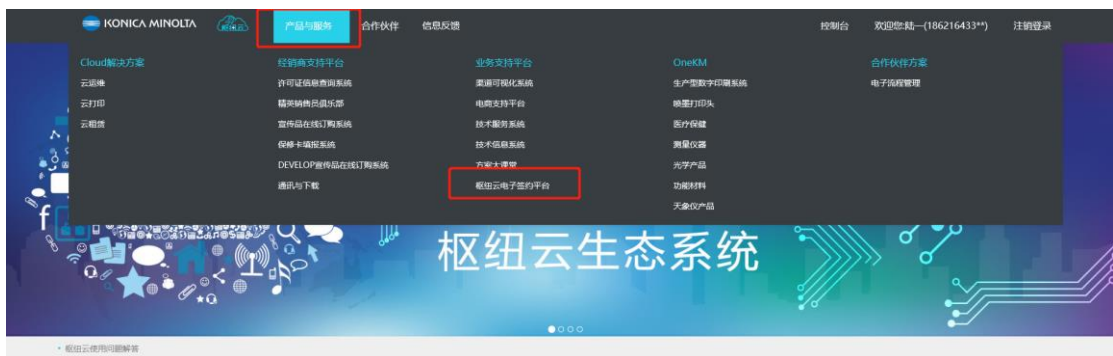 KONICA MINOLTA 枢纽云 产品与服务 合作伙伴 信息反馈 控制台 欢迎您:陆一(186216433**) 注销登录
Cloud解决方案 经销商支持平台 业务支持平台 OneKM 合作伙伴方案
云运维 许可证信息查询系统 渠道可视化系统 生产型数字印刷系统 电子流程管理
云打印 精英销售员俱乐部 电商支持平台 喷墨打印头
云租赁 宣传品在线订购系统 技术服务系统 医疗保健
保修卡填报系统 技术信息系统 测量仪器
DEVELOP宣传品在线订购系统 方案大课堂 光学产品
通讯与下载 枢纽云电子签约平台 功能材料
天象仪产品
枢纽云生态系统
枢纽云使用问题解答